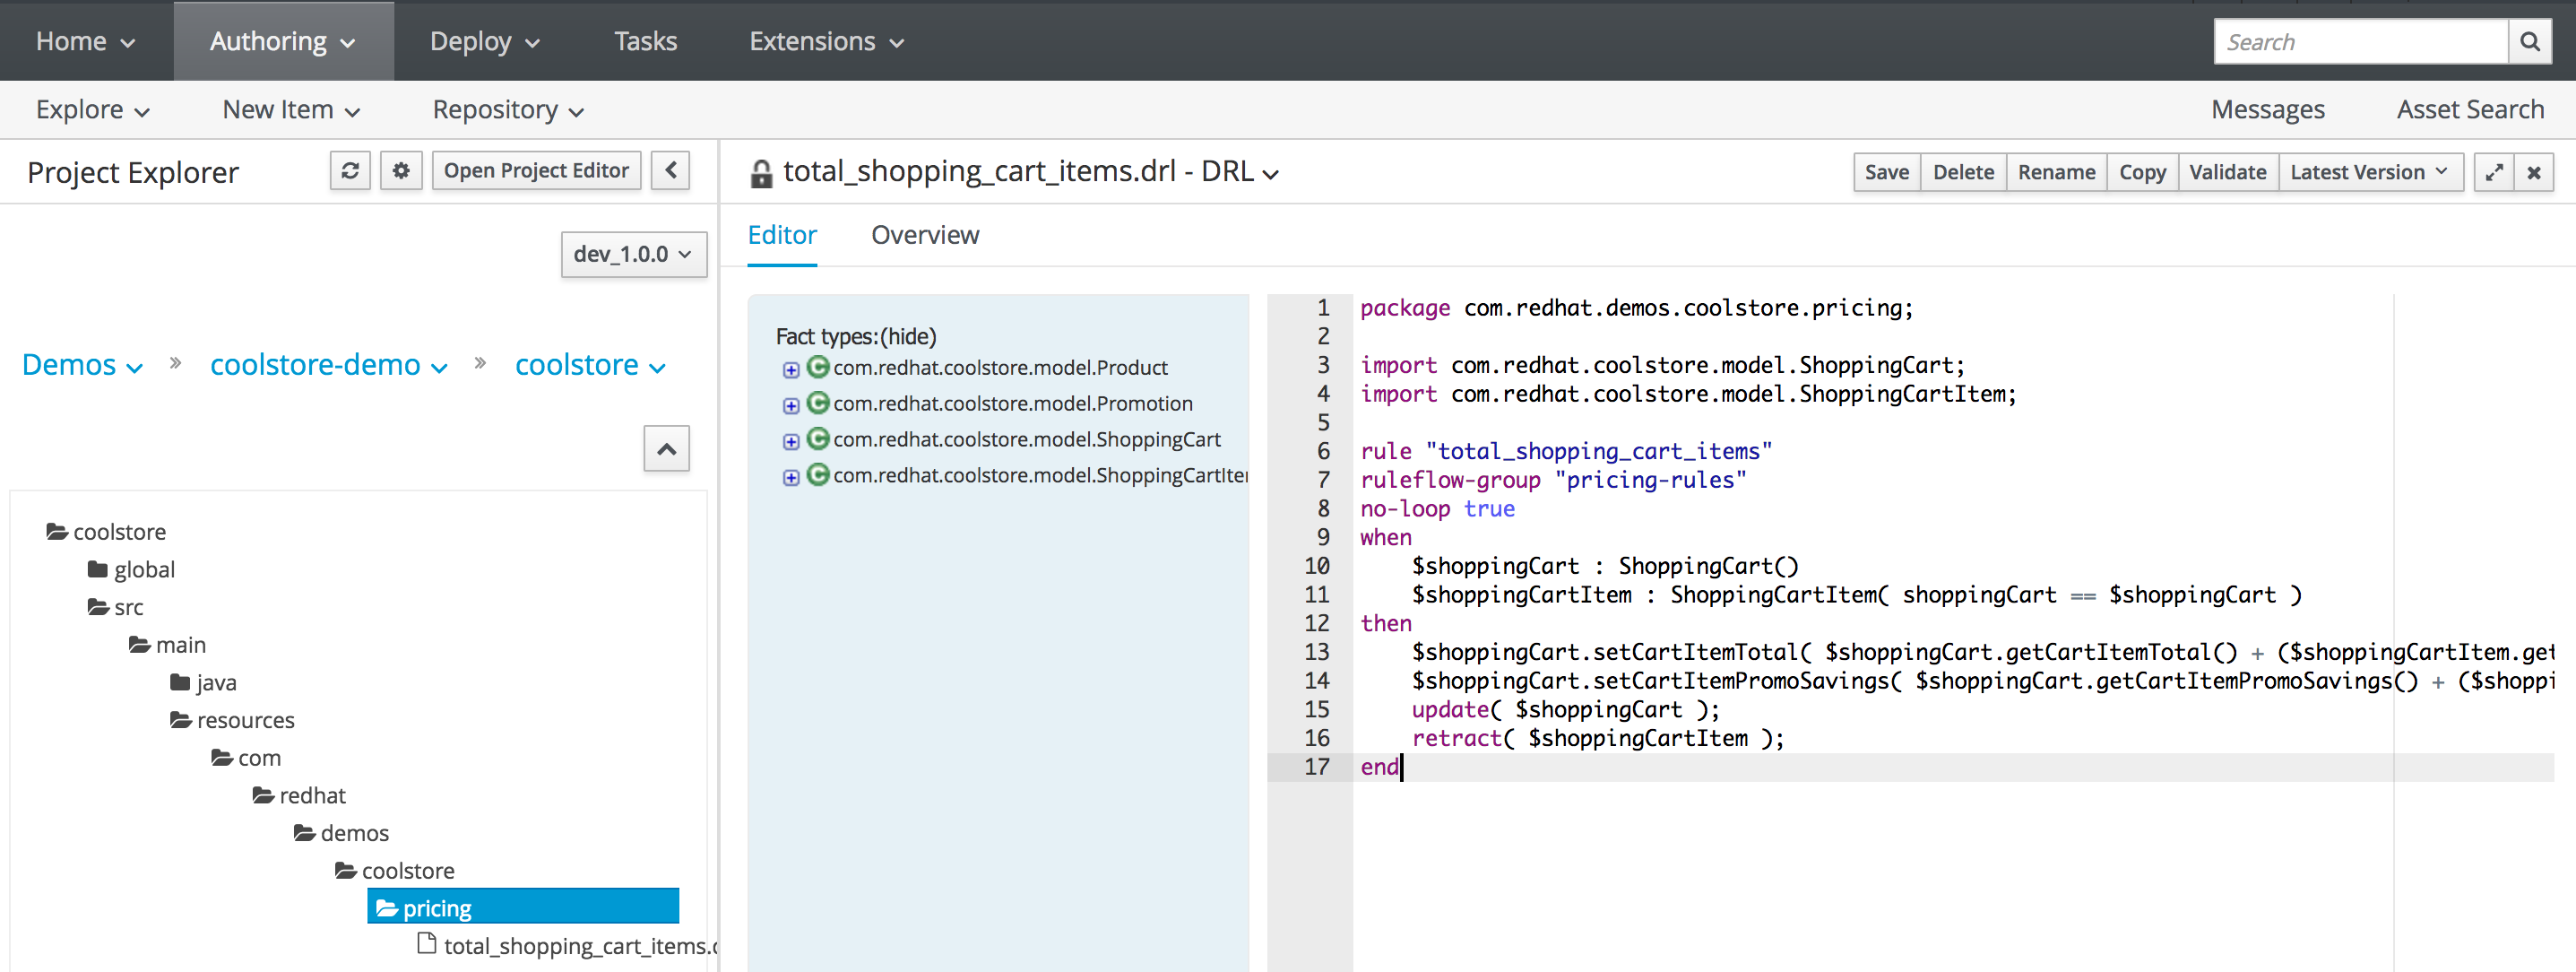 Home Authoring Deploy Tasks Extensions Search
Explore New Item Repository Messages Asset Search
Project Explorer Open Project Editor
total_shopping_cart_items.drl - DRL Save Delete Rename Copy Validate Latest Version
dev_1.0.0
Demos » coolstore-demo » coolstore
coolstore
global
src
main
java
resources
com
redhat
demos
coolstore
pricing
total_shopping_cart_items.
Editor Overview
Fact types:(hide)
com.redhat.coolstore.model.Product
com.redhat.coolstore.model.Promotion
com.redhat.coolstore.model.ShoppingCart
com.redhat.coolstore.model.ShoppingCartIte
1 package com.redhat.demos.coolstore.pricing;
2
3 import com.redhat.coolstore.model.ShoppingCart;
4 import com.redhat.coolstore.model.ShoppingCartItem;
5
6 rule "total_shopping_cart_items"
7 ruleflow-group "pricing-rules"
8 no-loop true
9 when
10 $shoppingCart : ShoppingCart()
11 $shoppingCartItem : ShoppingCartItem( shoppingCart == $shoppingCart )
12 then
13 $shoppingCart.setCartItemTotal( $shoppingCart.getCartItemTotal() + ($shoppingCartItem.get
14 $shoppingCart.setCartItemPromoSavings( $shoppingCart.getCartItemPromoSavings() + ($shoppi
15 update( $shoppingCart );
16 retract( $shoppingCartItem );
17 end